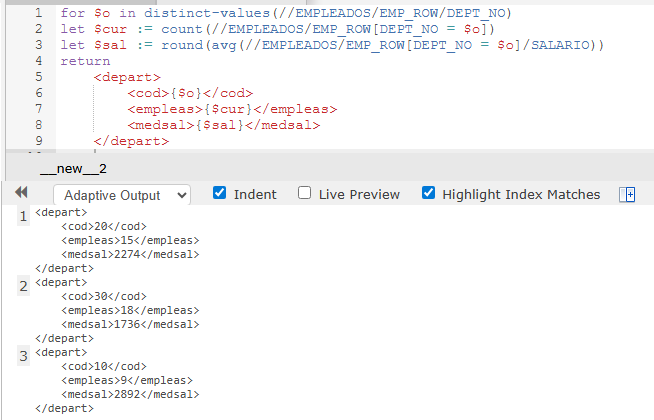 1 for $o in distinct-values(//EMPLEADOS/EMP_ROW/DEPT_NO)
2 let $cur := count(//EMPLEADOS/EMP_ROW[DEPT_NO = $o])
3 let $sal := round(avg(//EMPLEADOS/EMP_ROW[DEPT_NO = $o]/SALARIO))
4 return
5 <depart>
6 <cod>{$o}</cod>
7 <empleas>{$cur}</empleas>
8 <medsal>{$sal}</medsal>
9 </depart>
__new__2
Adaptive Output Indent Live Preview Highlight Index Matches
1 <depart>
<cod>20</cod>
<empleas>15</empleas>
<medsal>2274</medsal>
</depart>
2 <depart>
<cod>30</cod>
<empleas>18</empleas>
<medsal>1736</medsal>
</depart>
3 <depart>
<cod>10</cod>
<empleas>9</empleas>
<medsal>2892</medsal>
</depart>